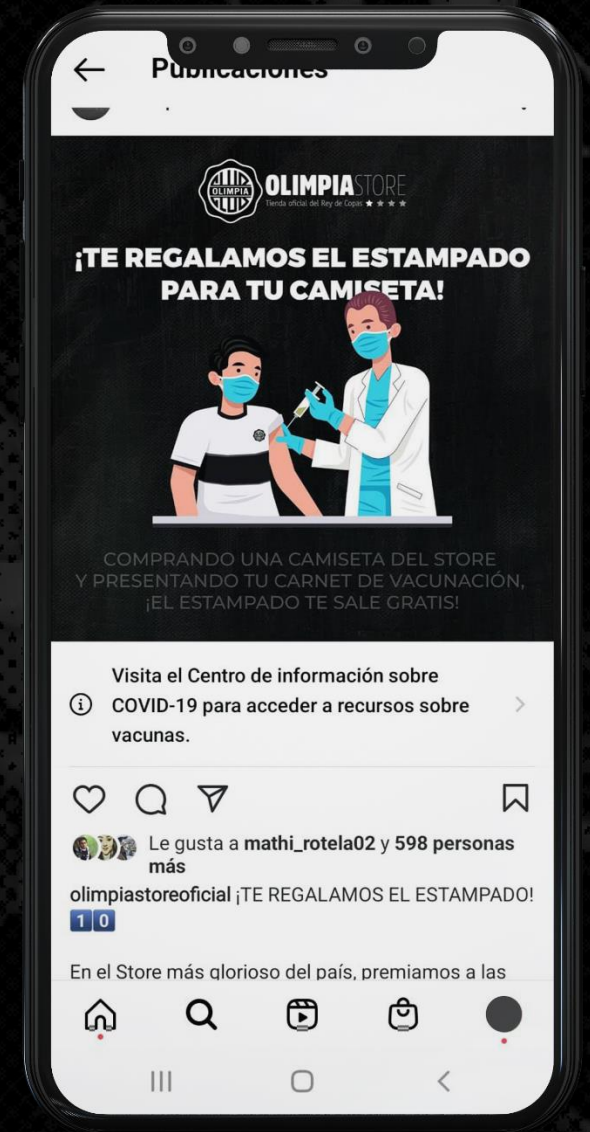 Publicaciones
OLIMPIA
OLIMPIASTORE
Tienda oficial del Rey de Copas
¡TE REGALAMOS EL ESTAMPADO
PARA TU CAMISETA!
COMPRANDO UNA CAMISETA DEL STORE
Y PRESENTANDO TU CARNET DE VACUNACIÓN,
¡EL ESTAMPADO TE SALE GRATIS!
Visita el Centro de información sobre
COVID-19 para acceder a recursos sobre
vacunas.
Le gusta a mathi_rotela02 y 598 personas
más
olimpiastoreoficial ¡TE REGALAMOS EL ESTAMPADO!
1 0
En el Store más glorioso del país, premiamos a las